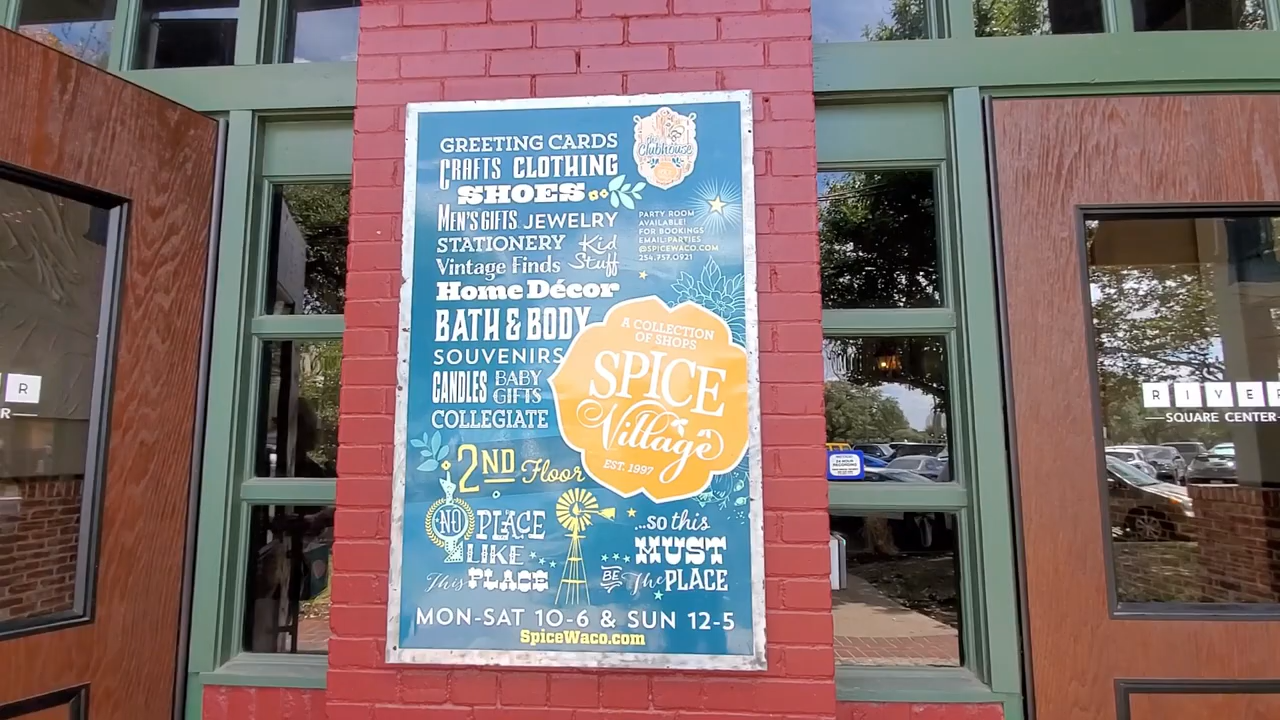 GREETING CARDS
CRAFTS CLOTHING
SHOES
MEN'S GIFTS JEWELRY
STATIONERY Kid
Vintage Finds Stuff
Home Décor
BATH & BODY
SOUVENIRS
CANDLES BABY
GIFTS
COLLEGIATE
2ND Floor
the
Clubhouse
PARTY ROOM
AVAILABLE!
FOR BOOKINGS
EMAIL:PARTIES
@SPICEWACO.COM
254.757.0921
A COLLECTION
OF SHOPS
SPICE
Village
EST. 1997
NO PLACE
LIKE
This PLACE
...so this
MUST
BE The PLACE
MON-SAT 10-6 & SUN 12-5
SpiceWaco.com
R
R
RIVER
SQUARE CENTER
24 HOUR
RECORDING